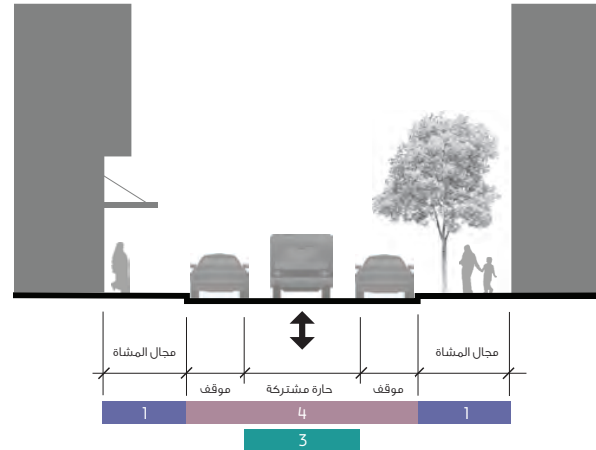 مجال المشاة
مجال المشاة
موقف
حارة مشتركة
موقف
1
4
1
3